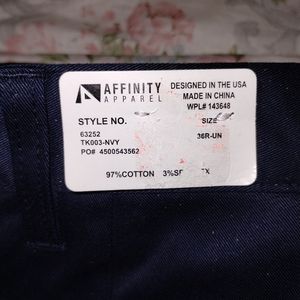 AFFINITY
APPAREL
DESIGNED IN THE USA
MADE IN CHINA
WPL# 143648
STYLE NO.
SIZE
63252
36R-UN
TK003-NVY
PO# 4500543562
97%COTTON 3%